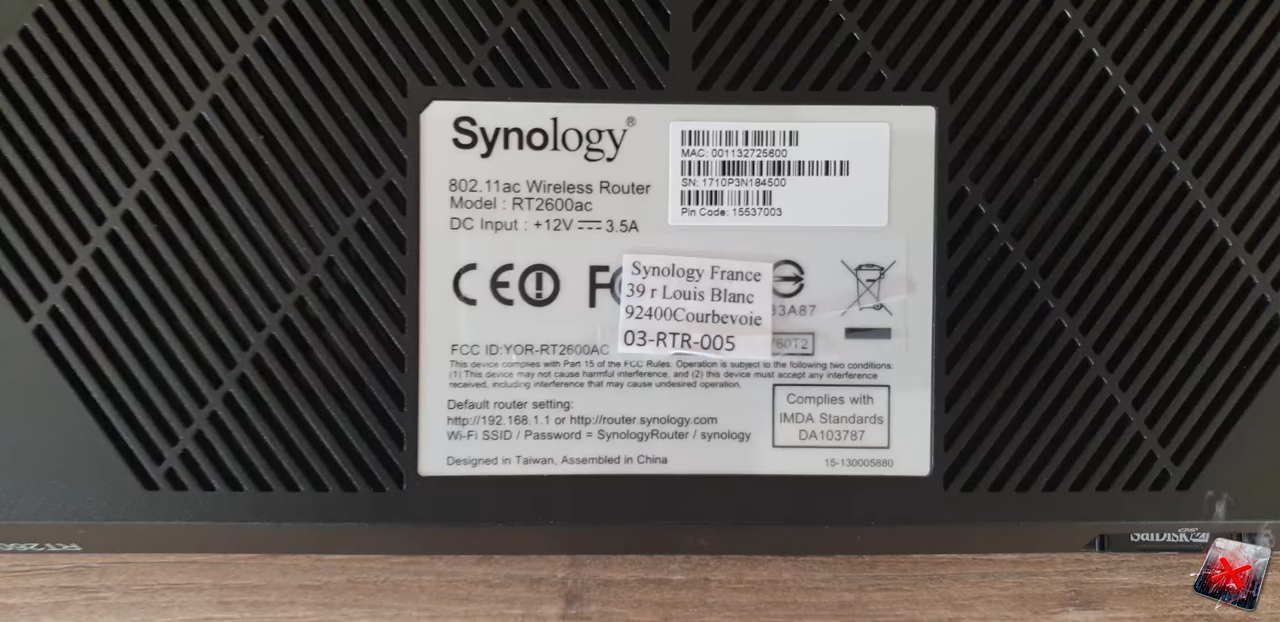 Synology®
802.11ac Wireless Router
Model : RT2600ac
DC Input : +12V 3.5A
MAC: 001132725600
SN: 1710P3N184500
Pin Code: 15537003
Synology France
39 r Louis Blanc
92400Courbevoie
03-RTR-005
33A87
760T2
FCC ID:YOR-RT2600AC
This device complies with Part 15 of the FCC Rules. Operation is subject to the following two conditions:
(1) This device may not cause harmful interference, and (2) this device must accept any interference
received, including interference that may cause undesired operation.
Default router setting:
http://192.168.1.1 or http://router.synology.com
Wi-Fi SSID / Password = SynologyRouter / synology
Complies with
IMDA Standards
DA103787
Designed in Taiwan, Assembled in China
15-130005880
SanDisk